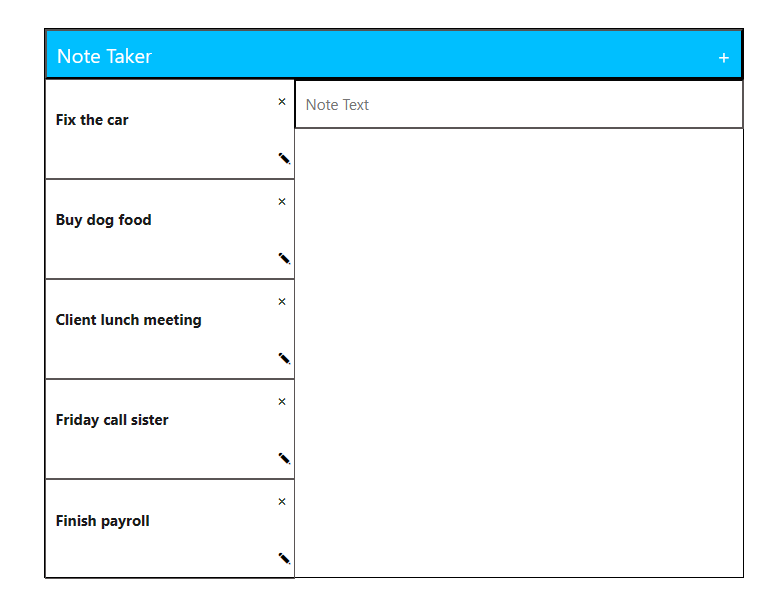 Note Taker +
×
Note Text
Fix the car
×
Buy dog food
×
Client lunch meeting
×
Friday call sister
×
Finish payroll